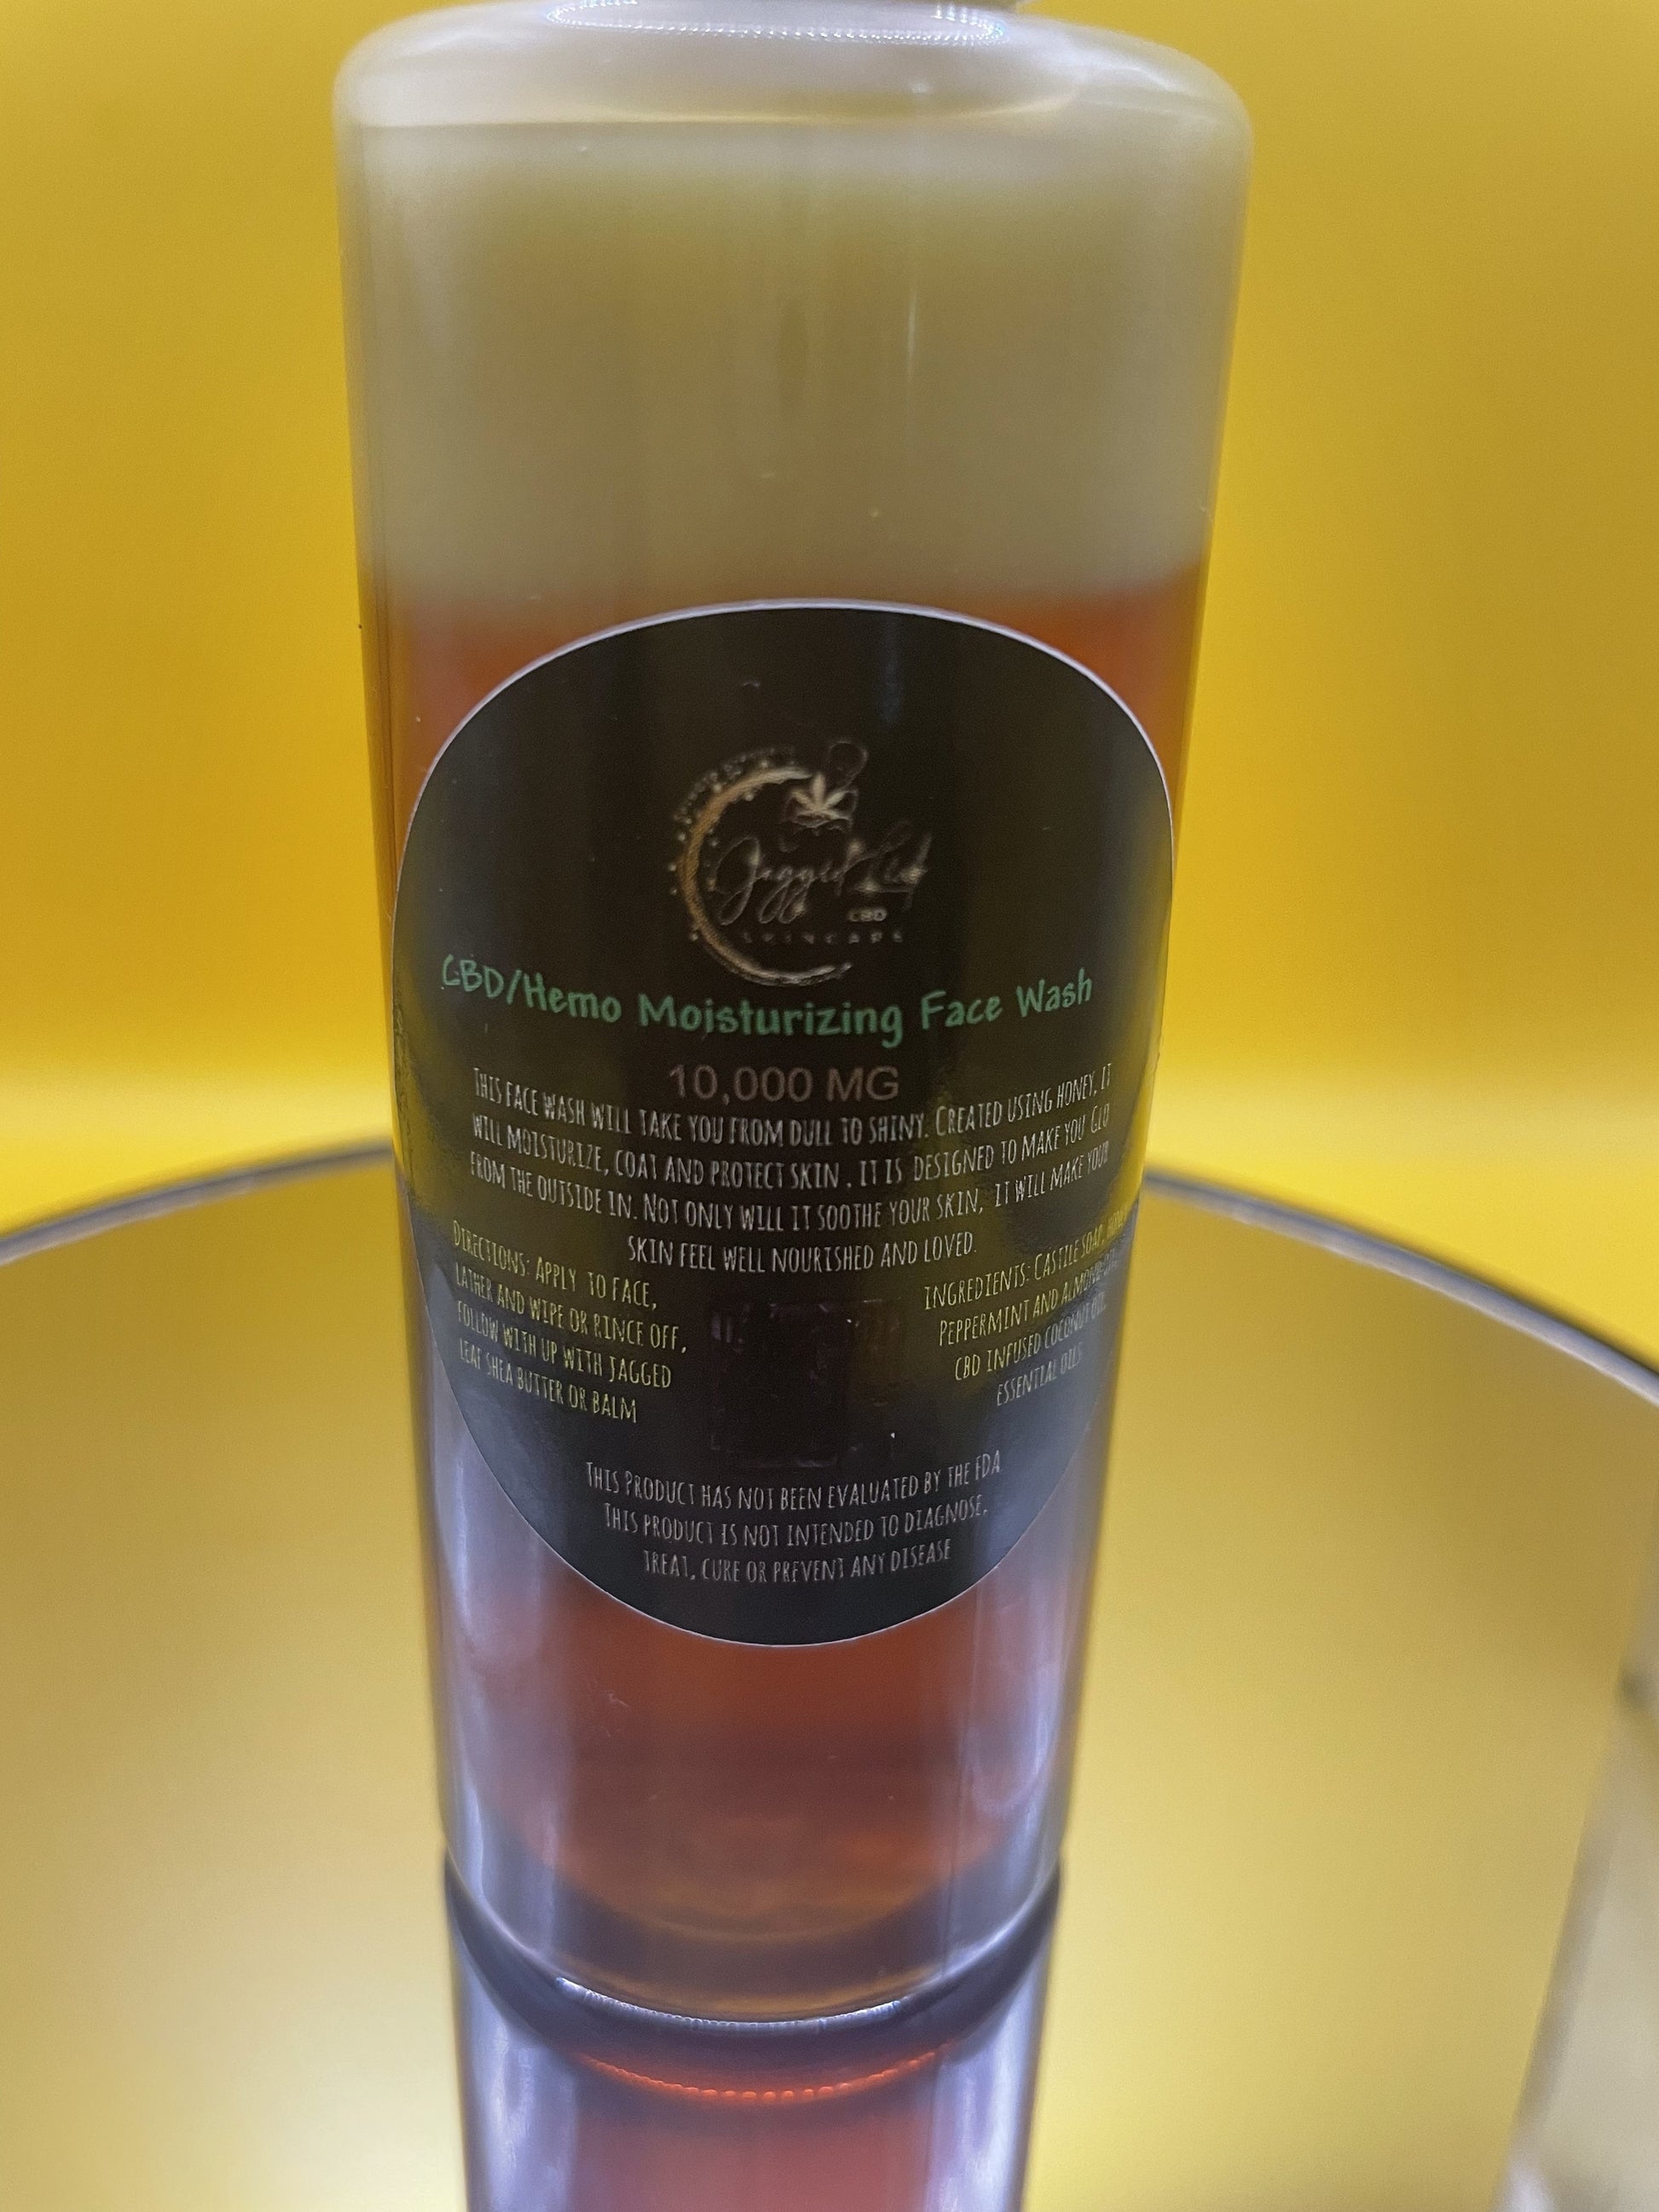 Jagged Leaf
CBD
SKINCARE
CBD/Hemo Moisturizing Face Wash
10,000 MG
THIS FACE WASH WILL TAKE YOU FROM DULL TO SHINY. CREATED USING HONEY, IT
WILL MOISTURIZE, COAT AND PROTECT SKIN . IT IS DESIGNED TO MAKE YOU GLO
FROM THE OUTSIDE IN. NOT ONLY WILL IT SOOTHE YOUR SKIN, IT WILL MAKE YOUR
SKIN FEEL WELL NOURISHED AND LOVED.
DIRECTIONS: APPLY TO FACE,
LATHER AND WIPE OR RINCE OFF,
FOLLOW WITH UP WITH JAGGED
LEAF SHEA BUTTER OR BALM
INGREDIENTS: CASTILE SOAP,
PEPPERMINT AND ALMOND
CBD INFUSED COCONUT OIL,
ESSENTIAL OILS
THIS PRODUCT HAS NOT BEEN EVALUATED BY THE FDA
THIS PRODUCT IS NOT INTENDED TO DIAGNOSE,
TREAT, CURE OR PREVENT ANY DISEASE